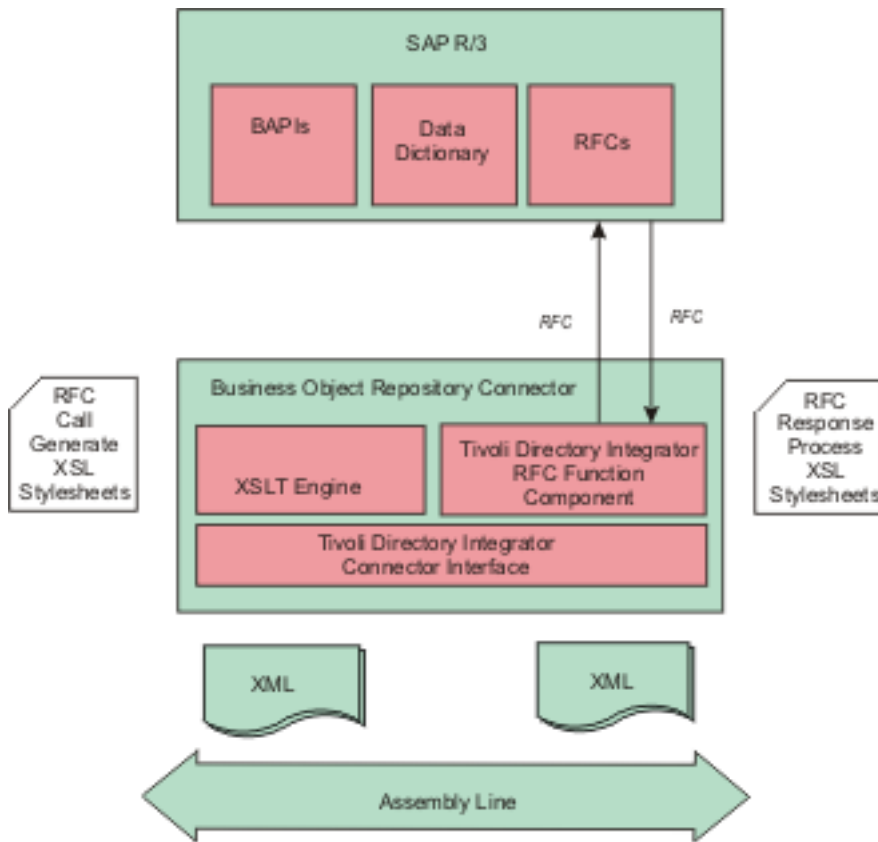 SAP R/3
BAPIs
Data
Dictionary
RFCs
RFC
RFC
Business Object Repository Connector
RFC
Call
Generate
XSL
Stylesheets
XSLT Engine
Tivoli Directory Integrator
RFC Function
Component
Tivoli Directory Integrator
Connector Interface
RFC
Response
Process
XSL
Stylesheets
XML
XML
Assembly Line